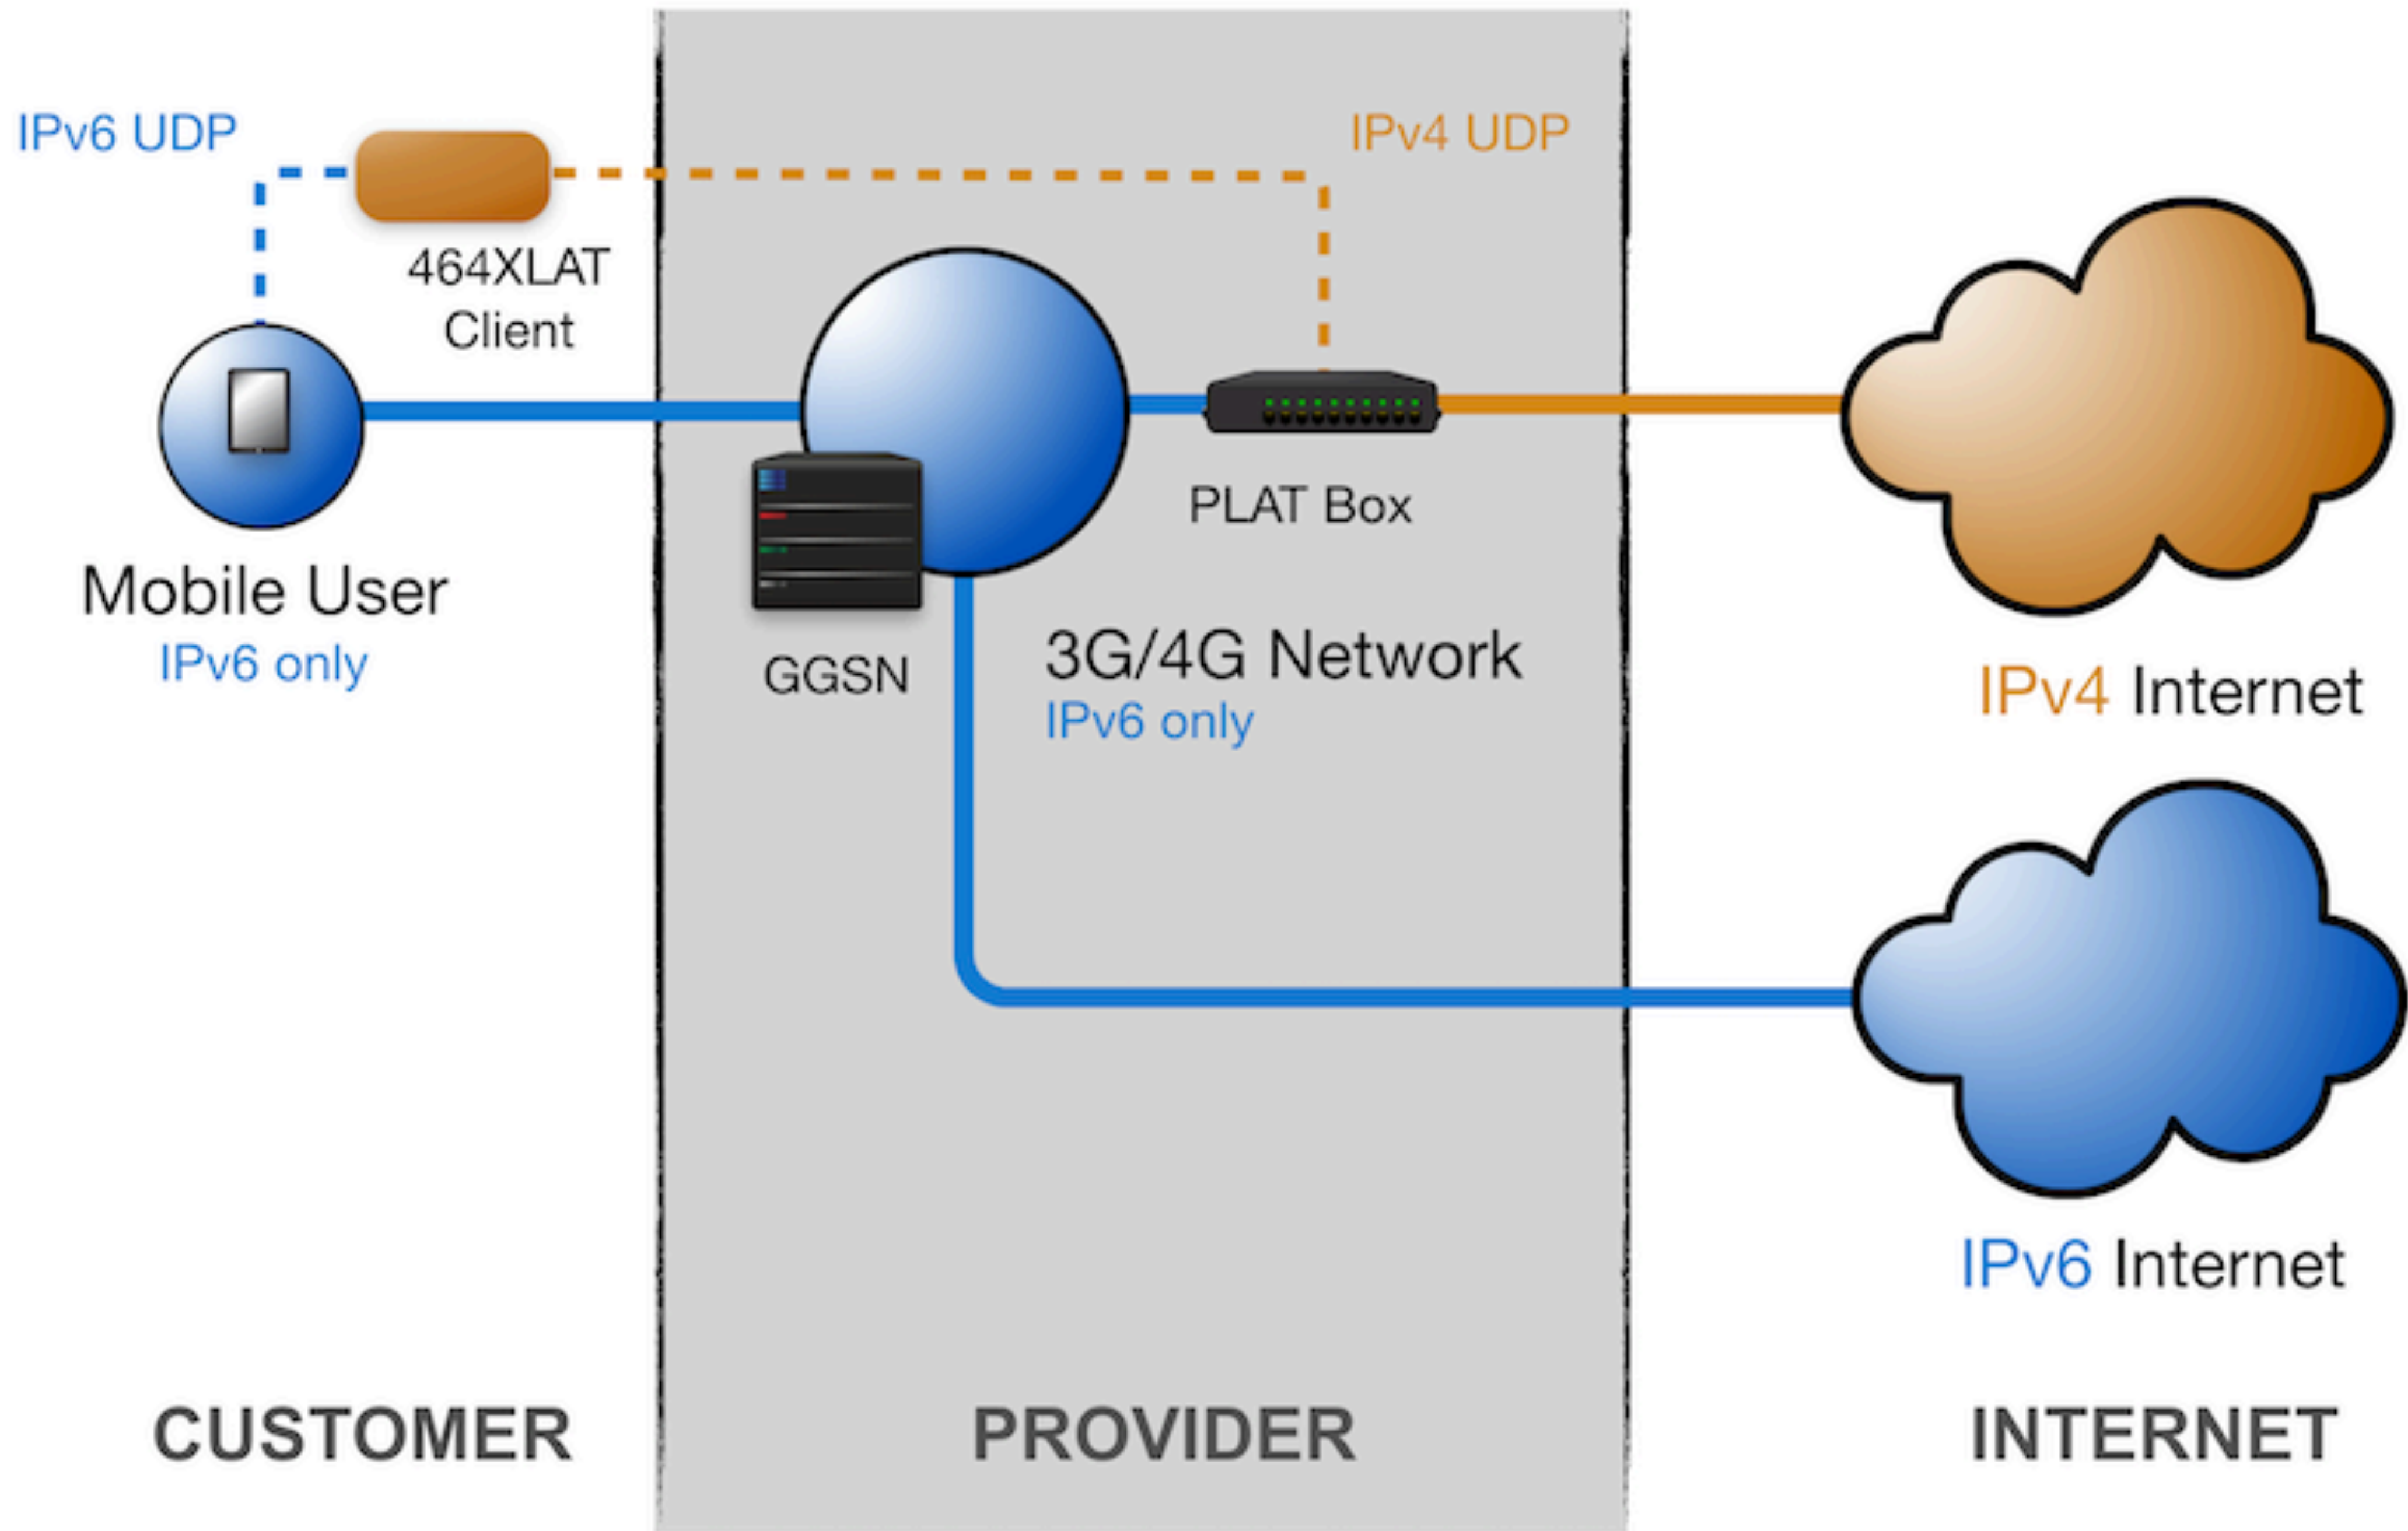 IPv6 UDP
IPv4 UDP
464XLAT
Client
PLAT Box
Mobile User
IPv6 only
GGSN
3G/4G Network
IPv6 only
IPv4 Internet
IPv6 Internet
CUSTOMER
PROVIDER
INTERNET